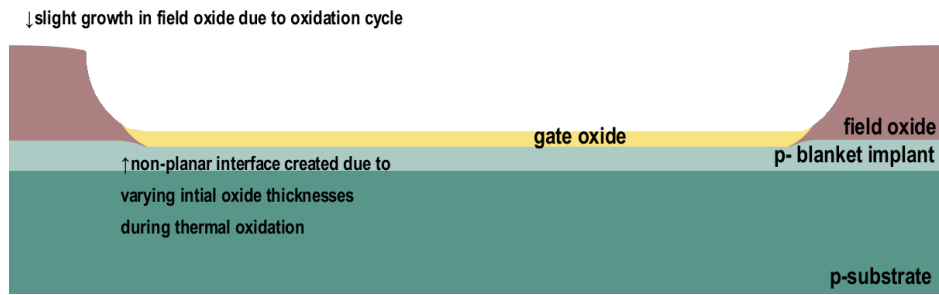 ↓slight growth in field oxide due to oxidation cycle
gate oxide
field oxide
p- blanket implant
↑non-planar interface created due to
varying intial oxide thicknesses
during thermal oxidation
p-substrate